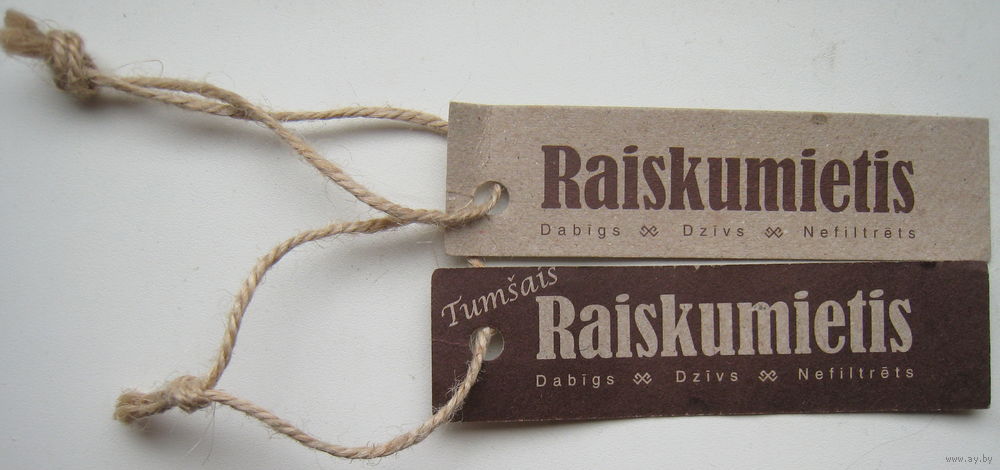 Raiskumietis
Dabīgs Dzīvs Nefiltrēts
Tumšais
Raiskumietis
Dabīgs Dzīvs Nefiltrēts
www.ay.by